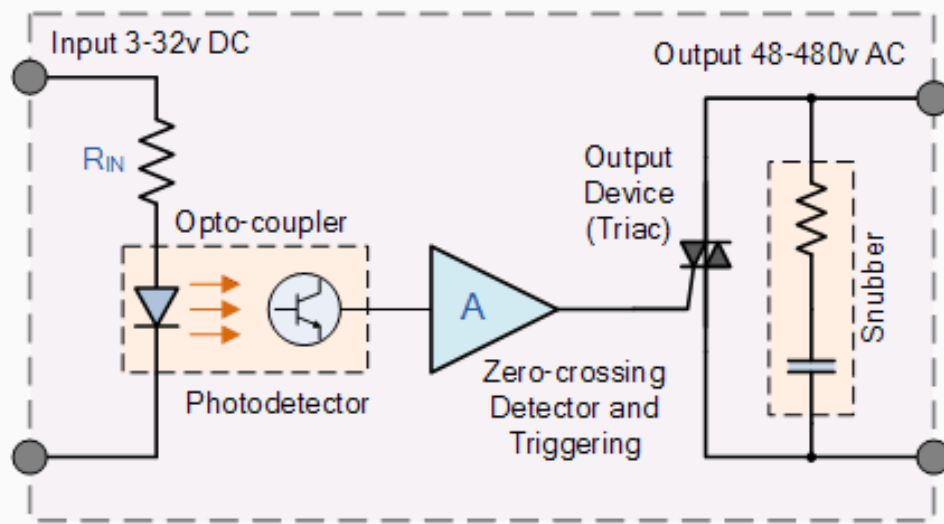 Input 3-32v DC
Output 48-480v AC
RIN
Output
Device
(Triac)
Opto-coupler
Snubber
A
Photodetector
Zero-crossing
Detector and
Triggering